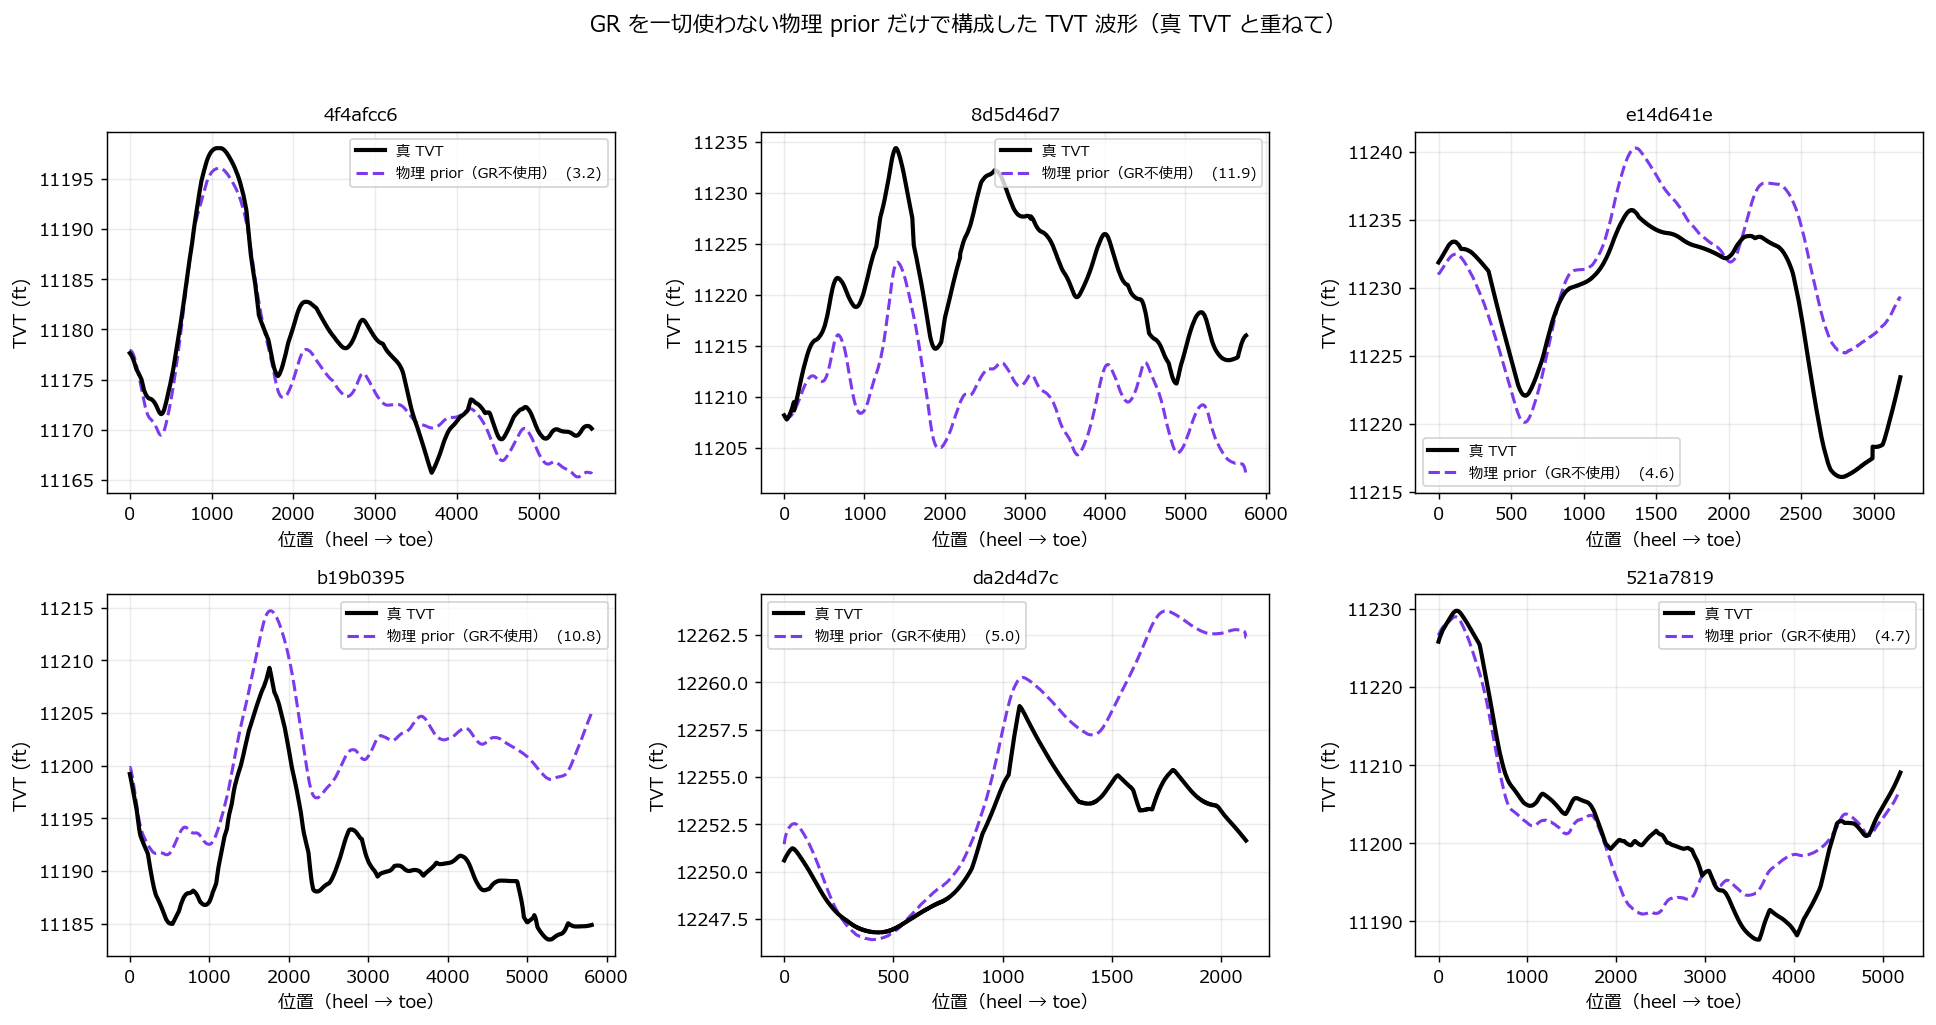 GR を一切使わない物理 prior だけで構成した TVT 波形（真 TVT と重ねて）
4f4afcc6
真 TVT
物理 prior（GR不使用） (3.2)
TVT (ft)
11195
11190
11185
11180
11175
11170
11165
0 1000 2000 3000 4000 5000
位置（heel → toe）
8d5d46d7
真 TVT
物理 prior（GR不使用） (11.9)
TVT (ft)
11235
11230
11225
11220
11215
11210
11205
0 1000 2000 3000 4000 5000 6000
位置（heel → toe）
e14d641e
真 TVT
物理 prior（GR不使用） (4.6)
TVT (ft)
11240
11235
11230
11225
11220
11215
0 500 1000 1500 2000 2500 3000
位置（heel → toe）
b19b0395
真 TVT
物理 prior（GR不使用） (10.8)
TVT (ft)
11215
11210
11205
11200
11195
11190
11185
0 1000 2000 3000 4000 5000 6000
位置（heel → toe）
da2d4d7c
真 TVT
物理 prior（GR不使用） (5.0)
TVT (ft)
12262.5
12260.0
12257.5
12255.0
12252.5
12250.0
12247.5
0 500 1000 1500 2000
位置（heel → toe）
521a7819
真 TVT
物理 prior（GR不使用） (4.7)
TVT (ft)
11230
11220
11210
11200
11190
0 1000 2000 3000 4000 5000
位置（heel → toe）